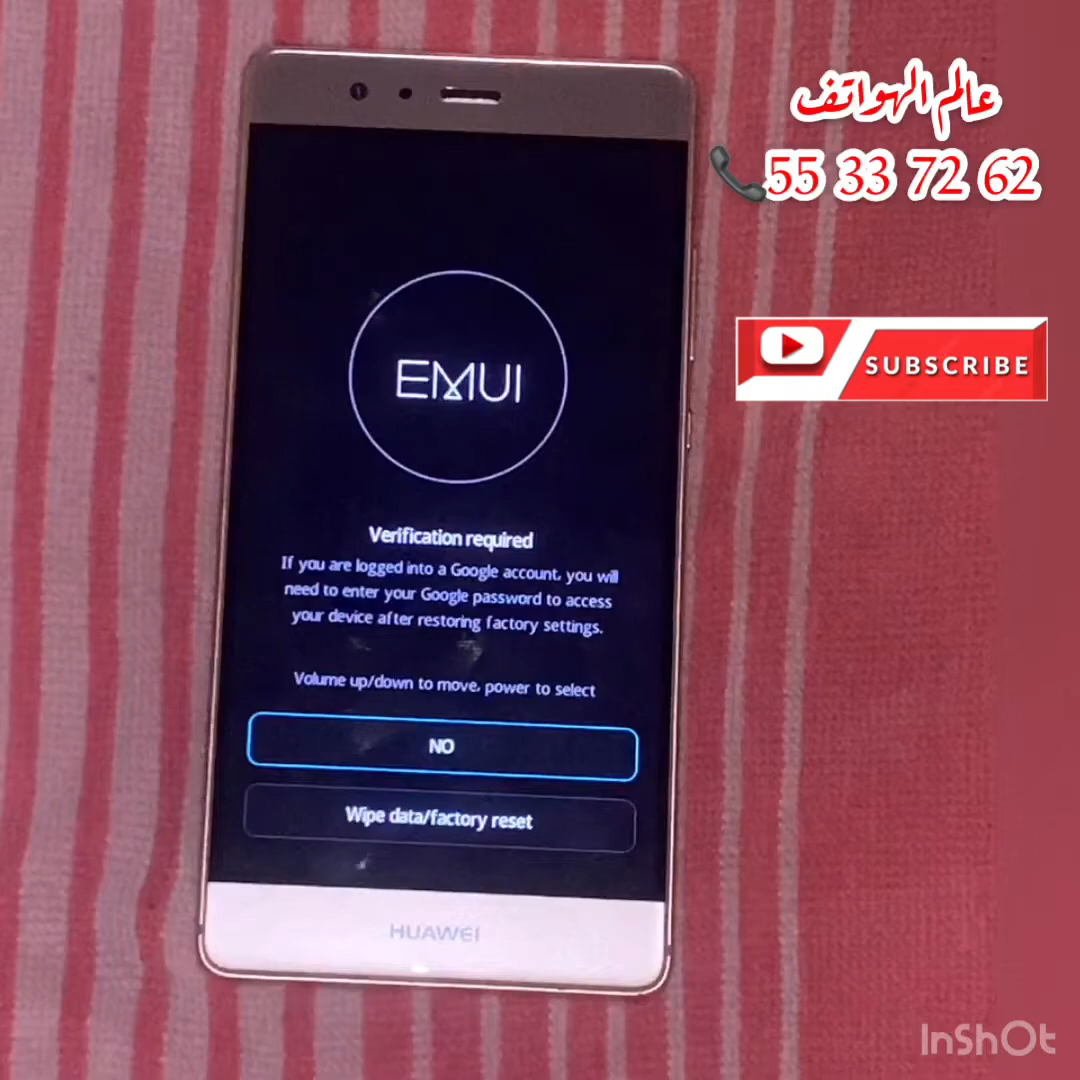 عالم الهواتف
55 33 72 62
SUBSCRIBE
EMUI
Verification required
If you are logged into a Google account, you will
need to enter your Google password to access
your device after restoring factory settings.
Volume up/down to move, power to select
NO
Wipe data/factory reset
HUAWEI
InShOt